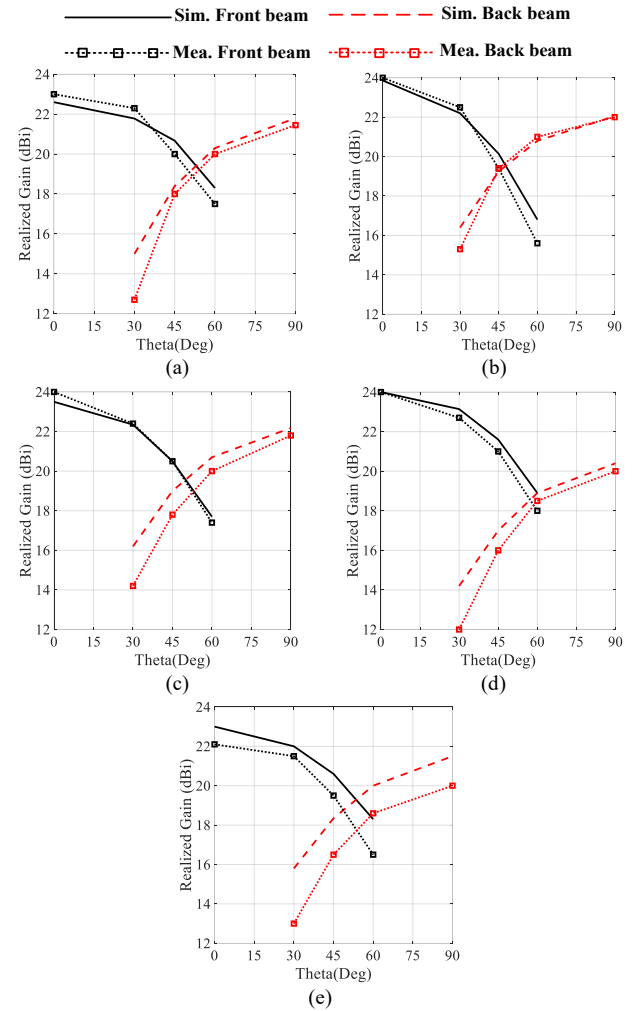 Sim. Front beam Sim. Back beam
Mea. Front beam Mea. Back beam
24
22
20
18
16
14
12
0 15 30 45 60 75 90
Realized Gain (dBi)
Theta(Deg)
(a)
24
22
20
18
16
14
12
0 15 30 45 60 75 90
Realized Gain (dBi)
Theta(Deg)
(b)
24
22
20
18
16
14
12
0 15 30 45 60 75 90
Realized Gain (dBi)
Theta(Deg)
(c)
24
22
20
18
16
14
12
0 15 30 45 60 75 90
Realized Gain (dBi)
Theta(Deg)
(d)
24
22
20
18
16
14
12
0 15 30 45 60 75 90
Realized Gain (dBi)
Theta(Deg)
(e)